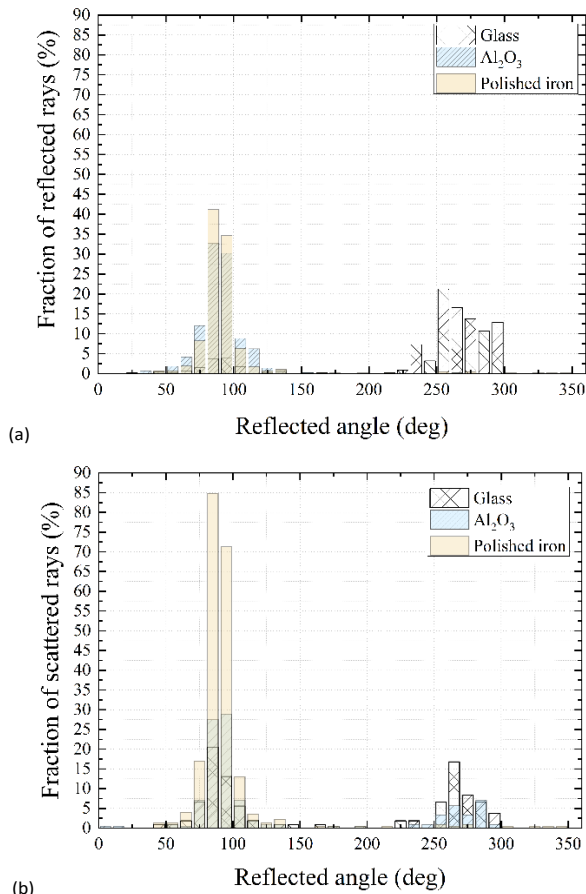 Fraction of reflected rays (%)
90
85
80
75
70
65
60
55
50
45
40
35
30
25
20
15
10
5
0
Glass
Al₂O₃
Polished iron
0 50 100 150 200 250 300 350
Reflected angle (deg)
(a)
Fraction of scattered rays (%)
90
85
80
75
70
65
60
55
50
45
40
35
30
25
20
15
10
5
0
Glass
Al₂O₃
Polished iron
0 50 100 150 200 250 300 350
Reflected angle (deg)
(b)